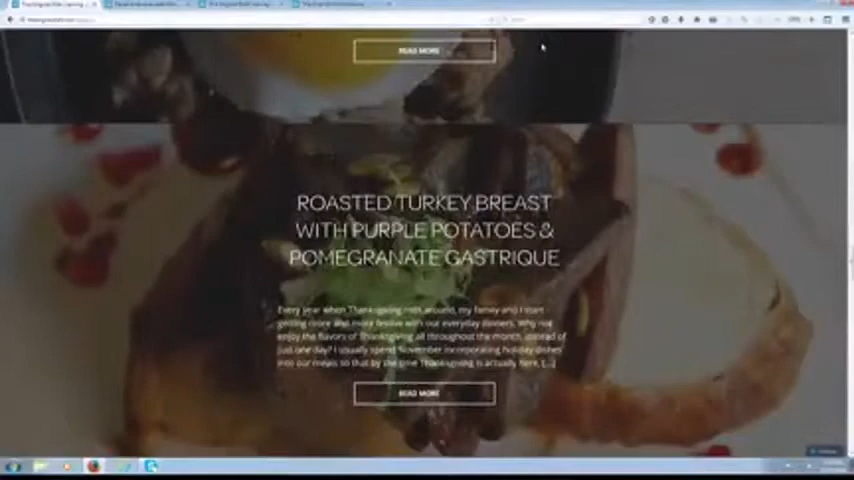 READ MORE
ROASTED TURKEY BREAST
WITH PURPLE POTATOES &
POMEGRANATE GASTRIQUE
Every year when Thanksgiving rolls around, my family and I start
getting more and more festive with our everyday dinners. Why not
enjoy the flavors of Thanksgiving all throughout the month, instead of
just one day? I usually spend November incorporating holiday dishes
into our meals so that by the time Thanksgiving is actually here, [...]
READ MORE